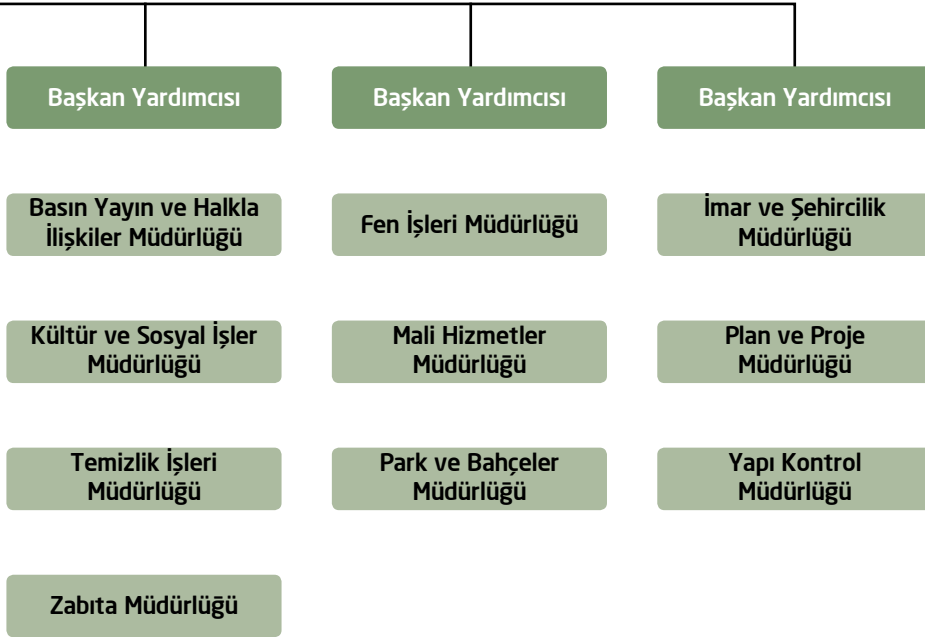 Başkan Yardımcısı
Basın Yayın ve Halkla
İlişkiler Müdürlüğü
Kültür ve Sosyal İşler
Müdürlüğü
Temizlik İşleri
Müdürlüğü
Zabıta Müdürlüğü
Başkan Yardımcısı
Fen İşleri Müdürlüğü
Mali Hizmetler
Müdürlüğü
Park ve Bahçeler
Müdürlüğü
Başkan Yardımcısı
İmar ve Şehircilik
Müdürlüğü
Plan ve Proje
Müdürlüğü
Yapı Kontrol
Müdürlüğü